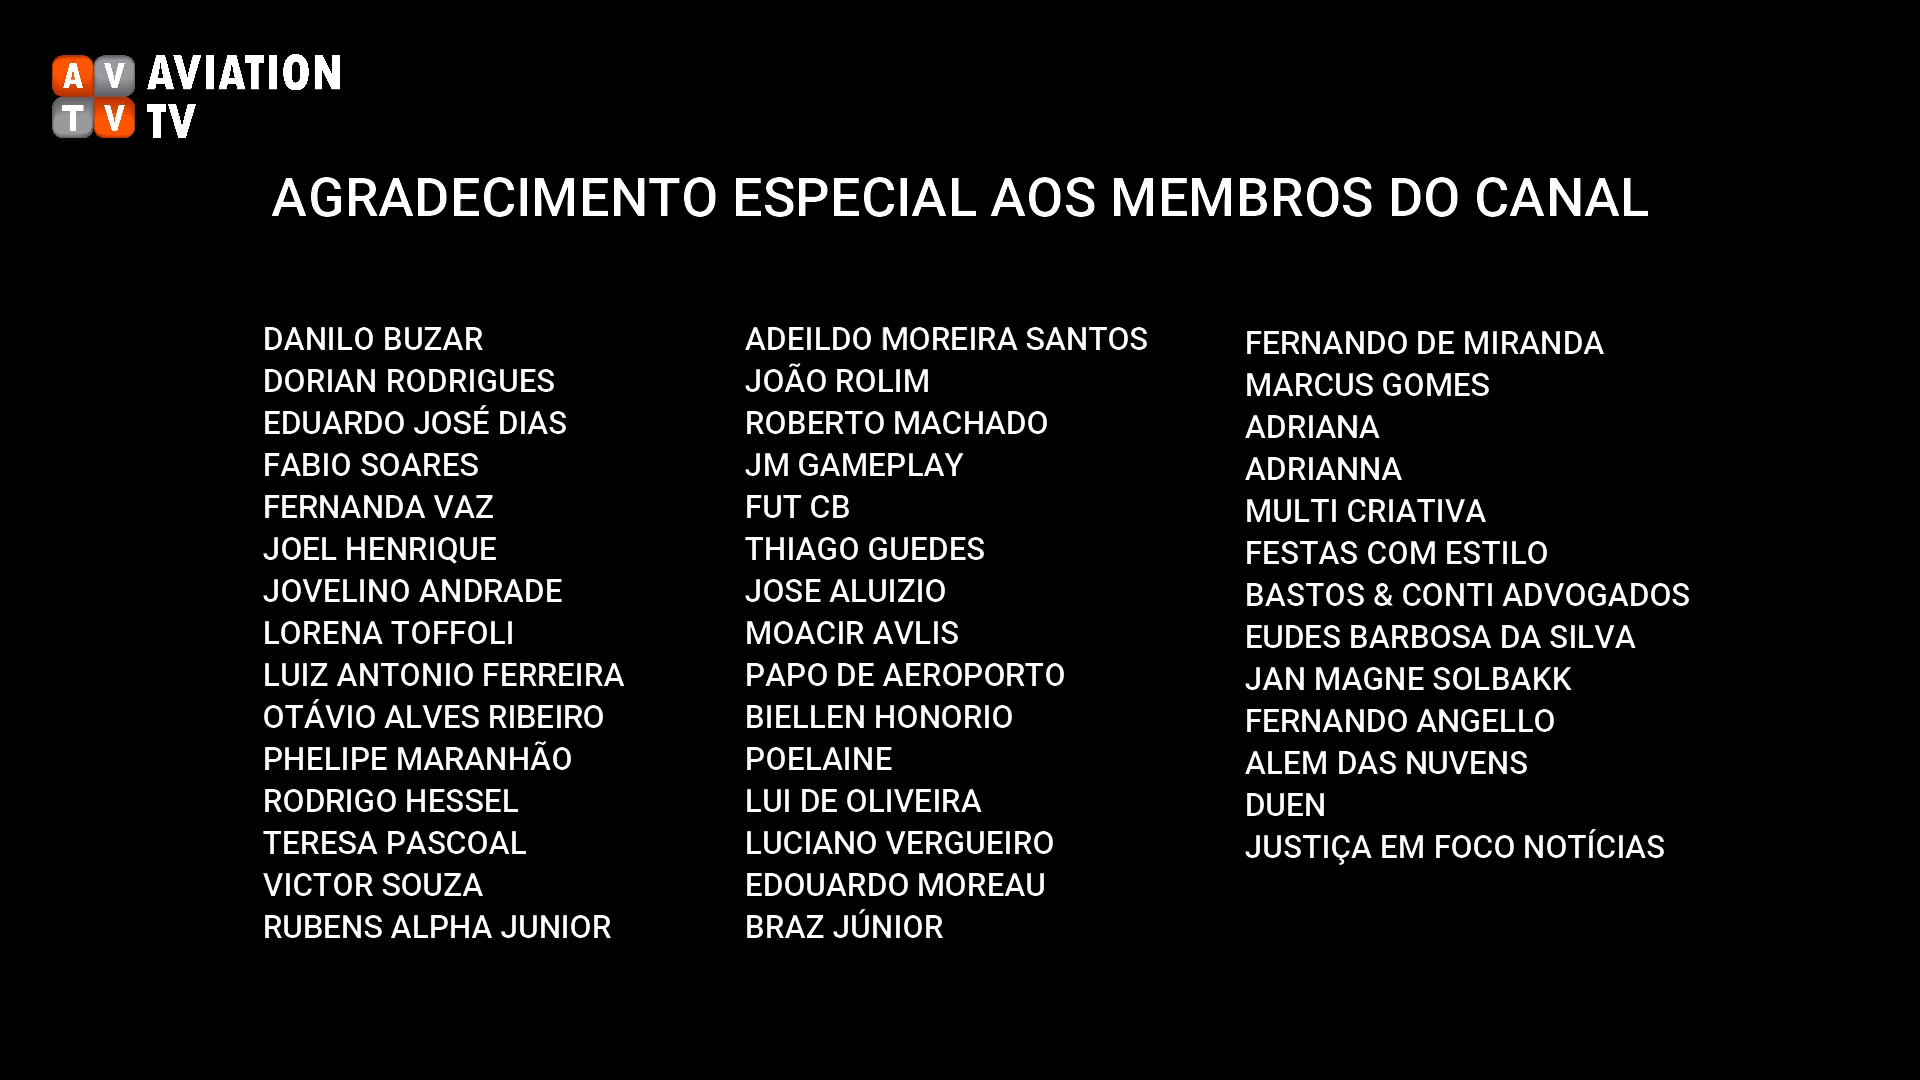 AV
TV
AVIATION
TV
AGRADECIMENTO ESPECIAL AOS MEMBROS DO CANAL
DANILO BUZAR
DORIAN RODRIGUES
EDUARDO JOSÉ DIAS
FABIO SOARES
FERNANDA VAZ
JOEL HENRIQUE
JOVELINO ANDRADE
LORENA TOFFOLI
LUIZ ANTONIO FERREIRA
OTÁVIO ALVES RIBEIRO
PHELIPE MARANHÃO
RODRIGO HESSEL
TERESA PASCOAL
VICTOR SOUZA
RUBENS ALPHA JUNIOR
ADEILDO MOREIRA SANTOS
JOÃO ROLIM
ROBERTO MACHADO
JM GAMEPLAY
FUT CB
THIAGO GUEDES
JOSE ALUIZIO
MOACIR AVLIS
PAPO DE AEROPORTO
BIELLEN HONORIO
POELAINE
LUI DE OLIVEIRA
LUCIANO VERGUEIRO
EDOUARDO MOREAU
BRAZ JÚNIOR
FERNANDO DE MIRANDA
MARCUS GOMES
ADRIANA
ADRIANNA
MULTI CRIATIVA
FESTAS COM ESTILO
BASTOS & CONTI ADVOGADOS
EUDES BARBOSA DA SILVA
JAN MAGNE SOLBAKK
FERNANDO ANGELLO
ALEM DAS NUVENS
DUEN
JUSTIÇA EM FOCO NOTÍCIAS